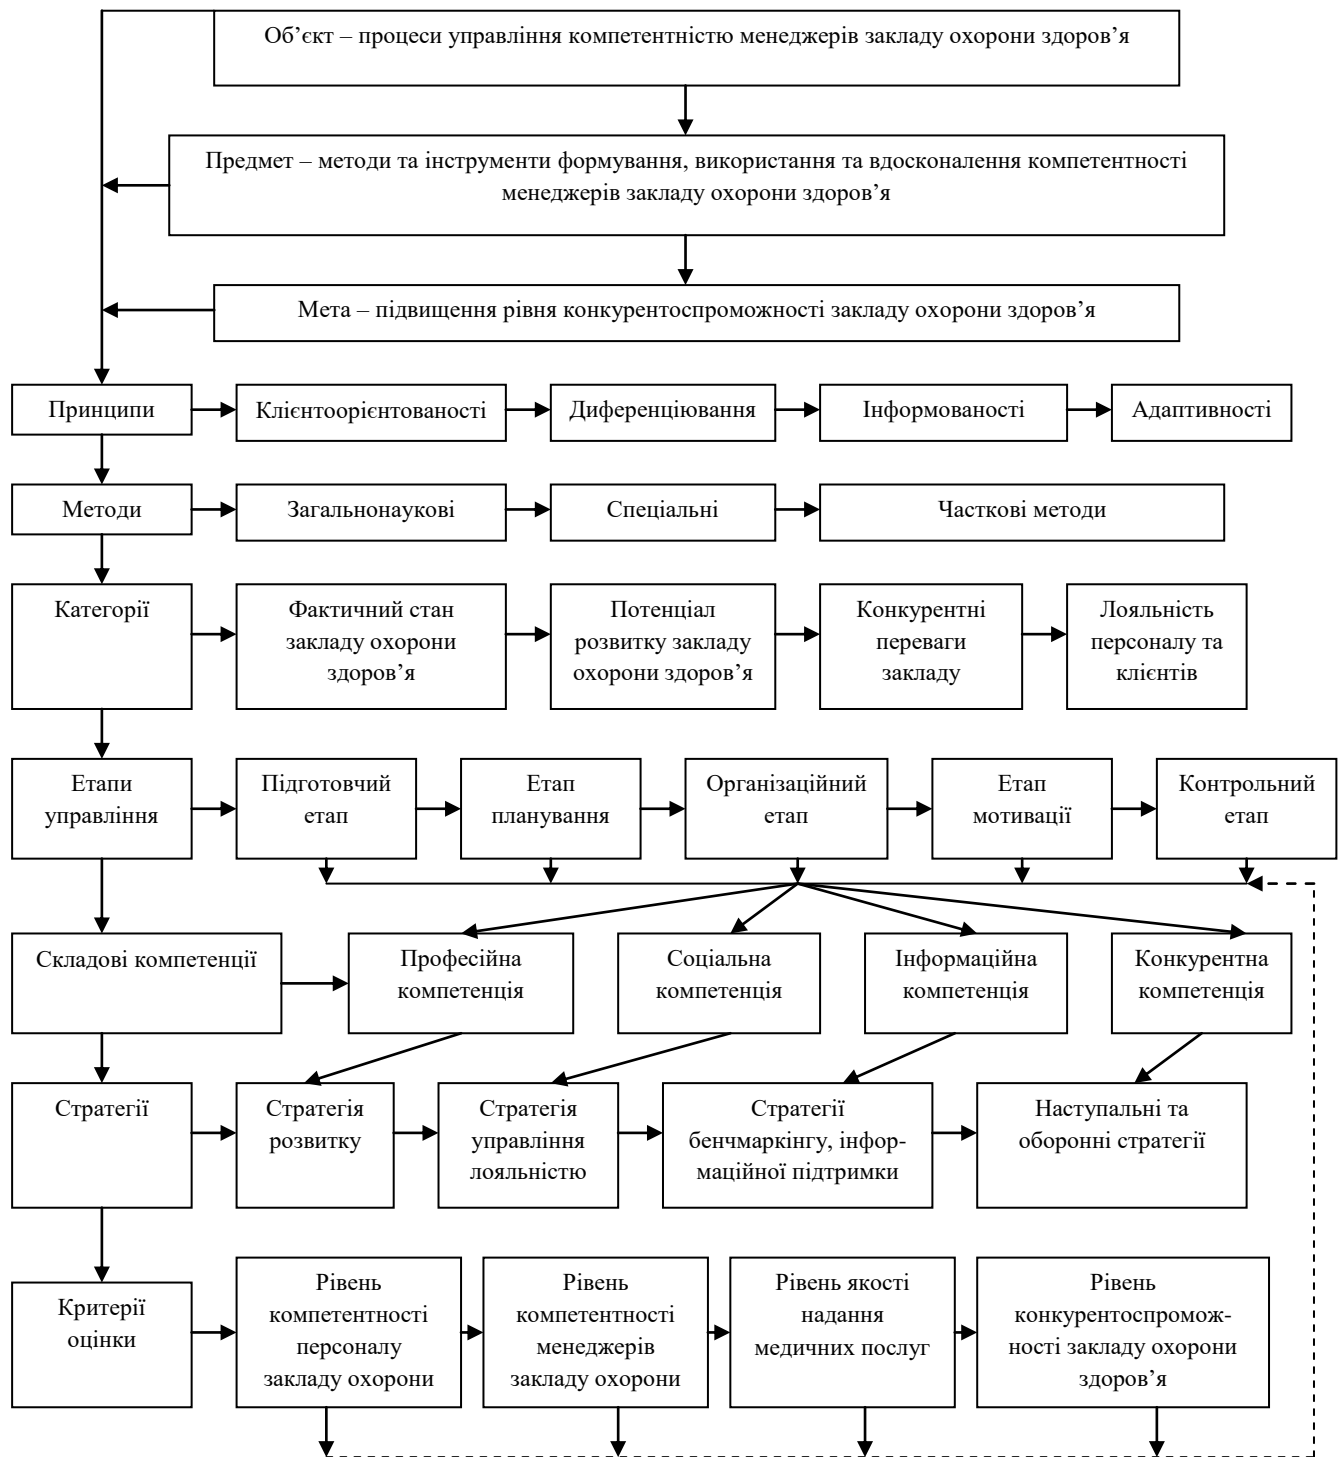 Об’єкт – процеси управління компетентністю менеджерів закладу охорони здоров’я
Предмет – методи та інструменти формування, використання та вдосконалення компетентності
менеджерів закладу охорони здоров’я
Мета – підвищення рівня конкурентоспроможності закладу охорони здоров’я
Принципи
Клієнтоорієнтованості
Диференціювання
Інформованості
Адаптивності
Методи
Загальнонаукові
Спеціальні
Часткові методи
Категорії
Фактичний стан
закладу охорони
здоров’я
Потенціал
розвитку закладу
охорони здоров’я
Конкурентні
переваги
закладу
Лояльність
персоналу та
клієнтів
Етапи
управління
Підготовчий
етап
Етап
планування
Організаційний
етап
Етап
мотивації
Контрольний
етап
Складові компетенції
Професійна
компетенція
Соціальна
компетенція
Інформаційна
компетенція
Конкурентна
компетенція
Стратегії
Стратегія
розвитку
Стратегія
управління
лояльністю
Стратегії
бенчмаркінгу, інфор-
маційної підтримки
Наступальні та
оборонні стратегії
Критерії
оцінки
Рівень
компетентності
персоналу
закладу охорони
Рівень
компетентності
менеджерів
закладу охорони
Рівень якості
надання
медичних послуг
Рівень
конкурентоспромож-
ності закладу охорони
здоров’я